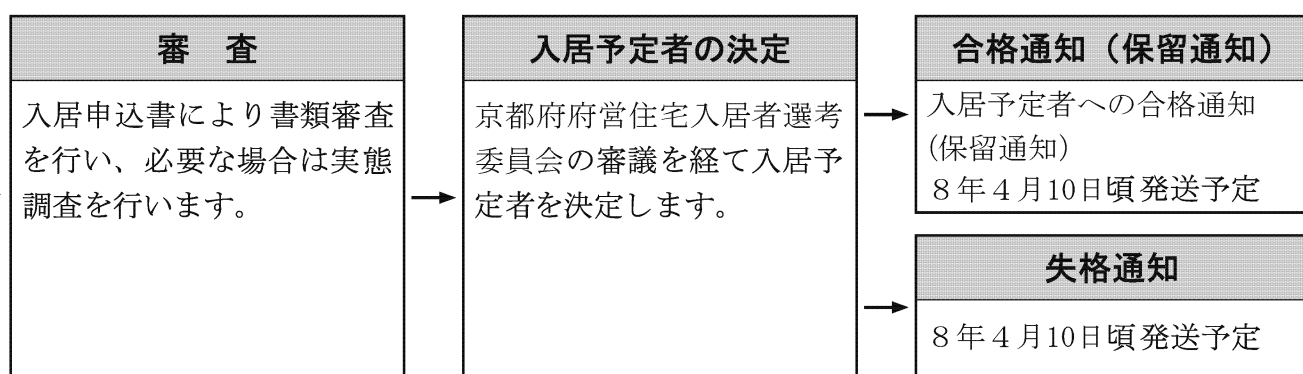 審　査
入居申込書により書類審査
を行い、必要な場合は実態
調査を行います。
入居予定者の決定
京都府府営住宅入居者選考
委員会の審議を経て入居予
定者を決定します。
合格通知（保留通知）
入居予定者への合格通知
(保留通知)
８年４月10日頃発送予定
失格通知
８年４月10日頃発送予定